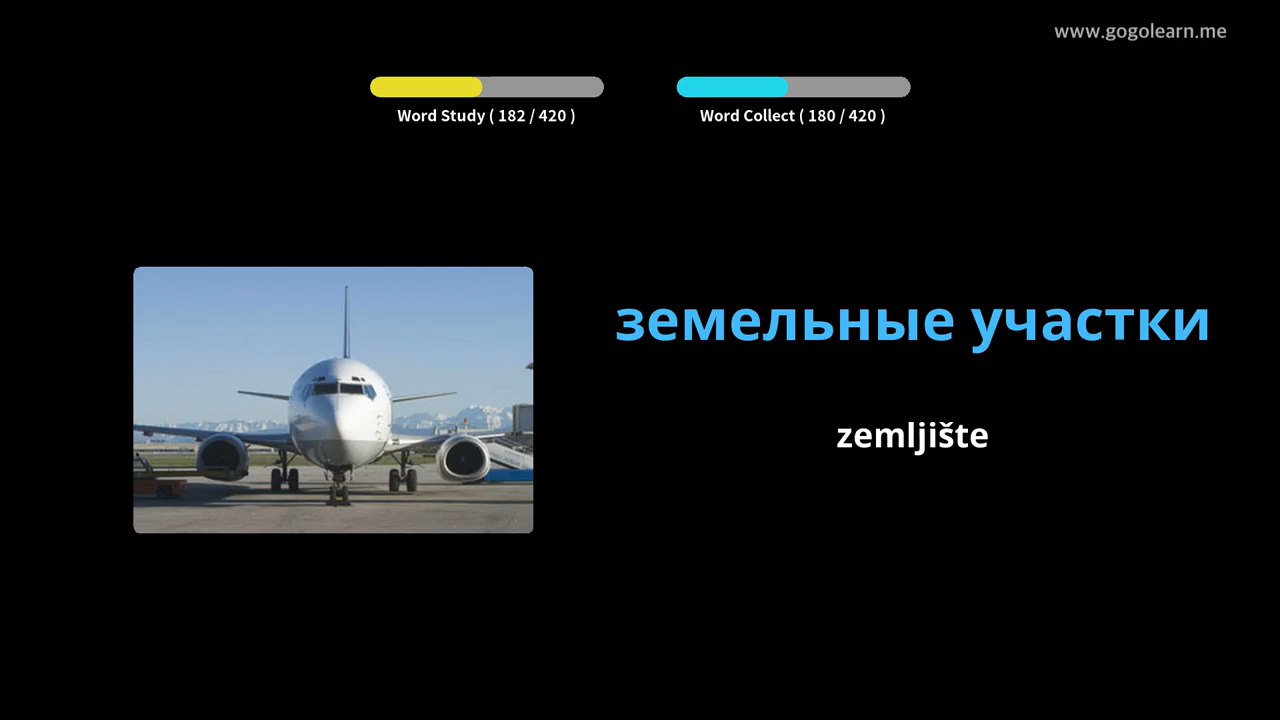 www.gogolearn.me
Word Study ( 182 / 420 )
Word Collect ( 180 / 420 )
земельные участки
zemljište